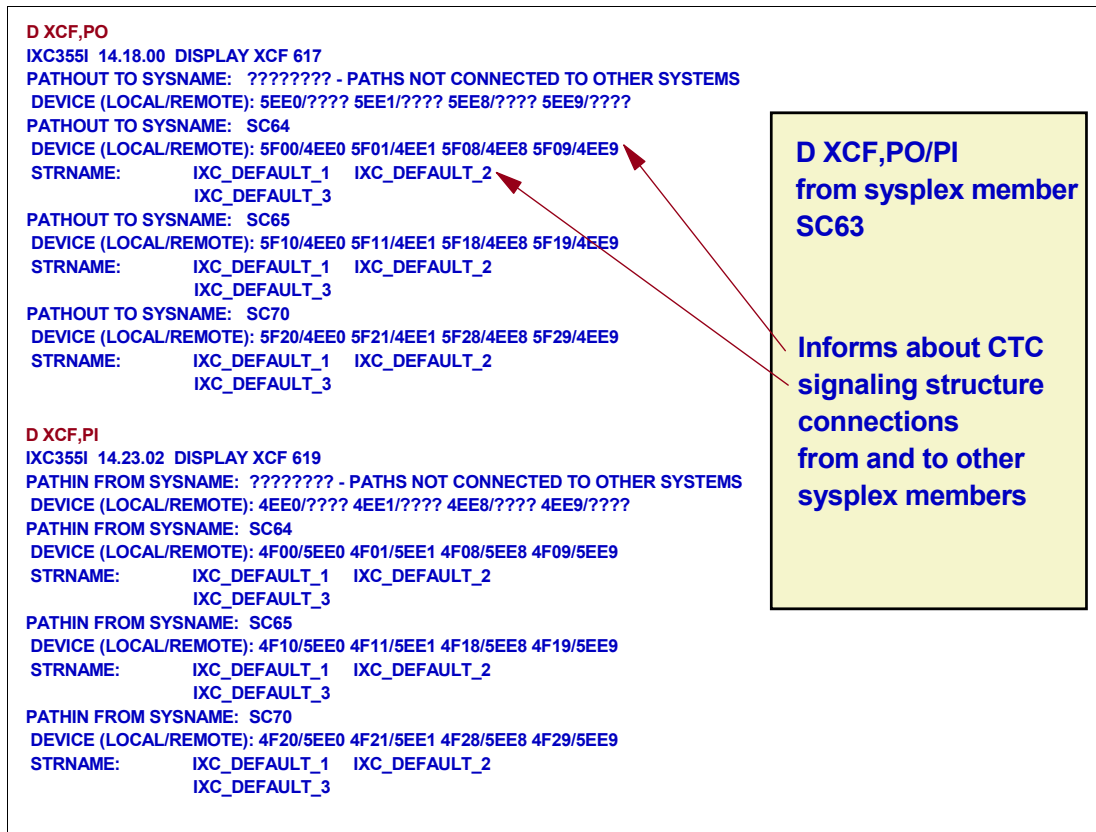 D XCF,PO
IXC355I 14.18.00 DISPLAY XCF 617
PATHOUT TO SYSNAME: ???????? - PATHS NOT CONNECTED TO OTHER SYSTEMS
DEVICE (LOCAL/REMOTE): 5EE0/???? 5EE1/???? 5EE8/???? 5EE9/????
PATHOUT TO SYSNAME: SC64
DEVICE (LOCAL/REMOTE): 5F00/4EE0 5F01/4EE1 5F08/4EE8 5F09/4EE9
STRNAME: IXC_DEFAULT_1 IXC_DEFAULT_2
IXC_DEFAULT_3
PATHOUT TO SYSNAME: SC65
DEVICE (LOCAL/REMOTE): 5F10/4EE0 5F11/4EE1 5F18/4EE8 5F19/4EE9
STRNAME: IXC_DEFAULT_1 IXC_DEFAULT_2
IXC_DEFAULT_3
PATHOUT TO SYSNAME: SC70
DEVICE (LOCAL/REMOTE): 5F20/4EE0 5F21/4EE1 5F28/4EE8 5F29/4EE9
STRNAME: IXC_DEFAULT_1 IXC_DEFAULT_2
IXC_DEFAULT_3
D XCF,PI
IXC355I 14.23.02 DISPLAY XCF 619
PATHIN FROM SYSNAME: ???????? - PATHS NOT CONNECTED TO OTHER SYSTEMS
DEVICE (LOCAL/REMOTE): 4EE0/???? 4EE1/???? 4EE8/???? 4EE9/????
PATHIN FROM SYSNAME: SC64
DEVICE (LOCAL/REMOTE): 4F00/5EE0 4F01/5EE1 4F08/5EE8 4F09/5EE9
STRNAME: IXC_DEFAULT_1 IXC_DEFAULT_2
IXC_DEFAULT_3
PATHIN FROM SYSNAME: SC65
DEVICE (LOCAL/REMOTE): 4F10/5EE0 4F11/5EE1 4F18/5EE8 4F19/5EE9
STRNAME: IXC_DEFAULT_1 IXC_DEFAULT_2
IXC_DEFAULT_3
PATHIN FROM SYSNAME: SC70
DEVICE (LOCAL/REMOTE): 4F20/5EE0 4F21/5EE1 4F28/5EE8 4F29/5EE9
STRNAME: IXC_DEFAULT_1 IXC_DEFAULT_2
IXC_DEFAULT_3
D XCF,PO/PI
from sysplex member
SC63
Informs about CTC
signaling structure
connections
from and to other
sysplex members